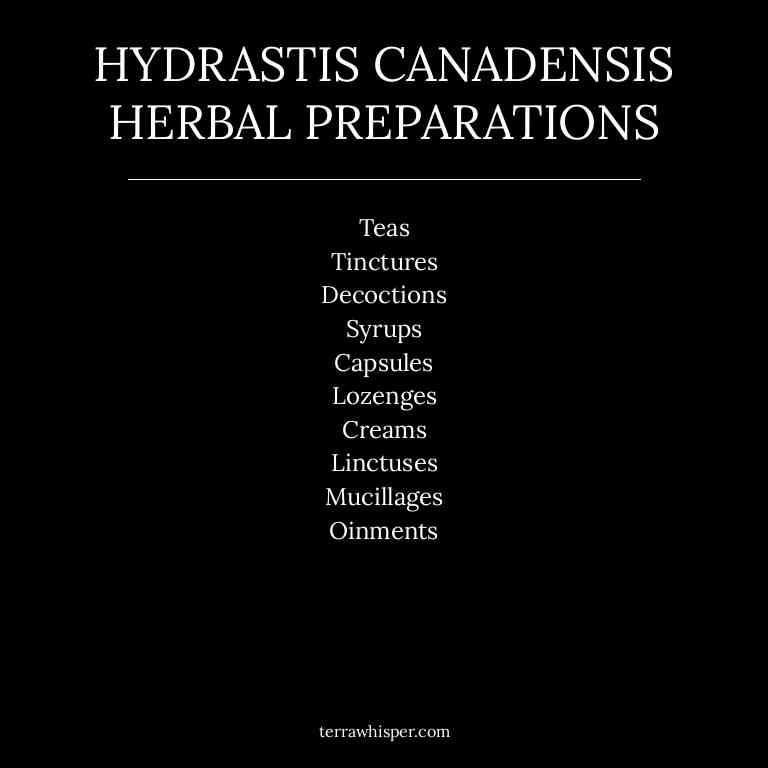 HYDRASTIS CANADENSIS
HERBAL PREPARATIONS
Teas
Tinctures
Decoctions
Syrups
Capsules
Lozenges
Creams
Linctuses
Mucillages
Oinments
terrawhisper.com